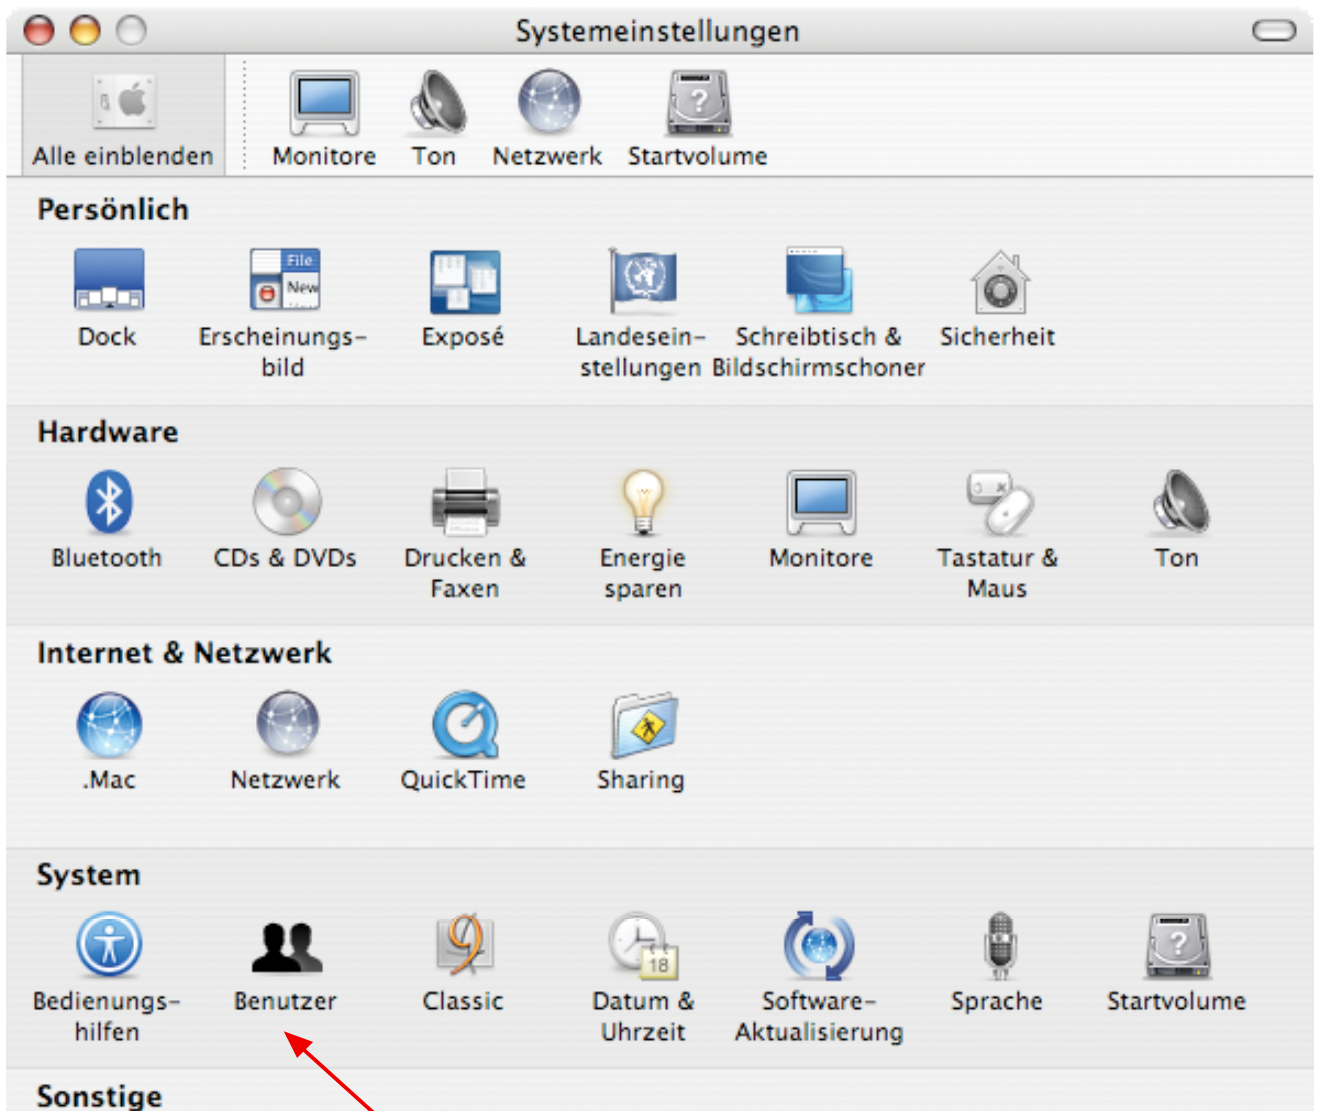 Systemeinstellungen
Alle einblenden
Monitore
Ton
Netzwerk
Startvolume
Persönlich
File
New
Dock
Erscheinungs-
bild
Exposé
Landesein-
stellungen
Schreibtisch &
Bildschirmschoner
Sicherheit
Hardware
Bluetooth
CDs & DVDs
Drucken &
Faxen
Energie
sparen
Monitore
Tastatur &
Maus
Ton
Internet & Netzwerk
.Mac
Netzwerk
QuickTime
Sharing
System
9
18
?
Bedienungs-
hilfen
Benutzer
Classic
Datum &
Uhrzeit
Software-
Aktualisierung
Sprache
Startvolume
Sonstige